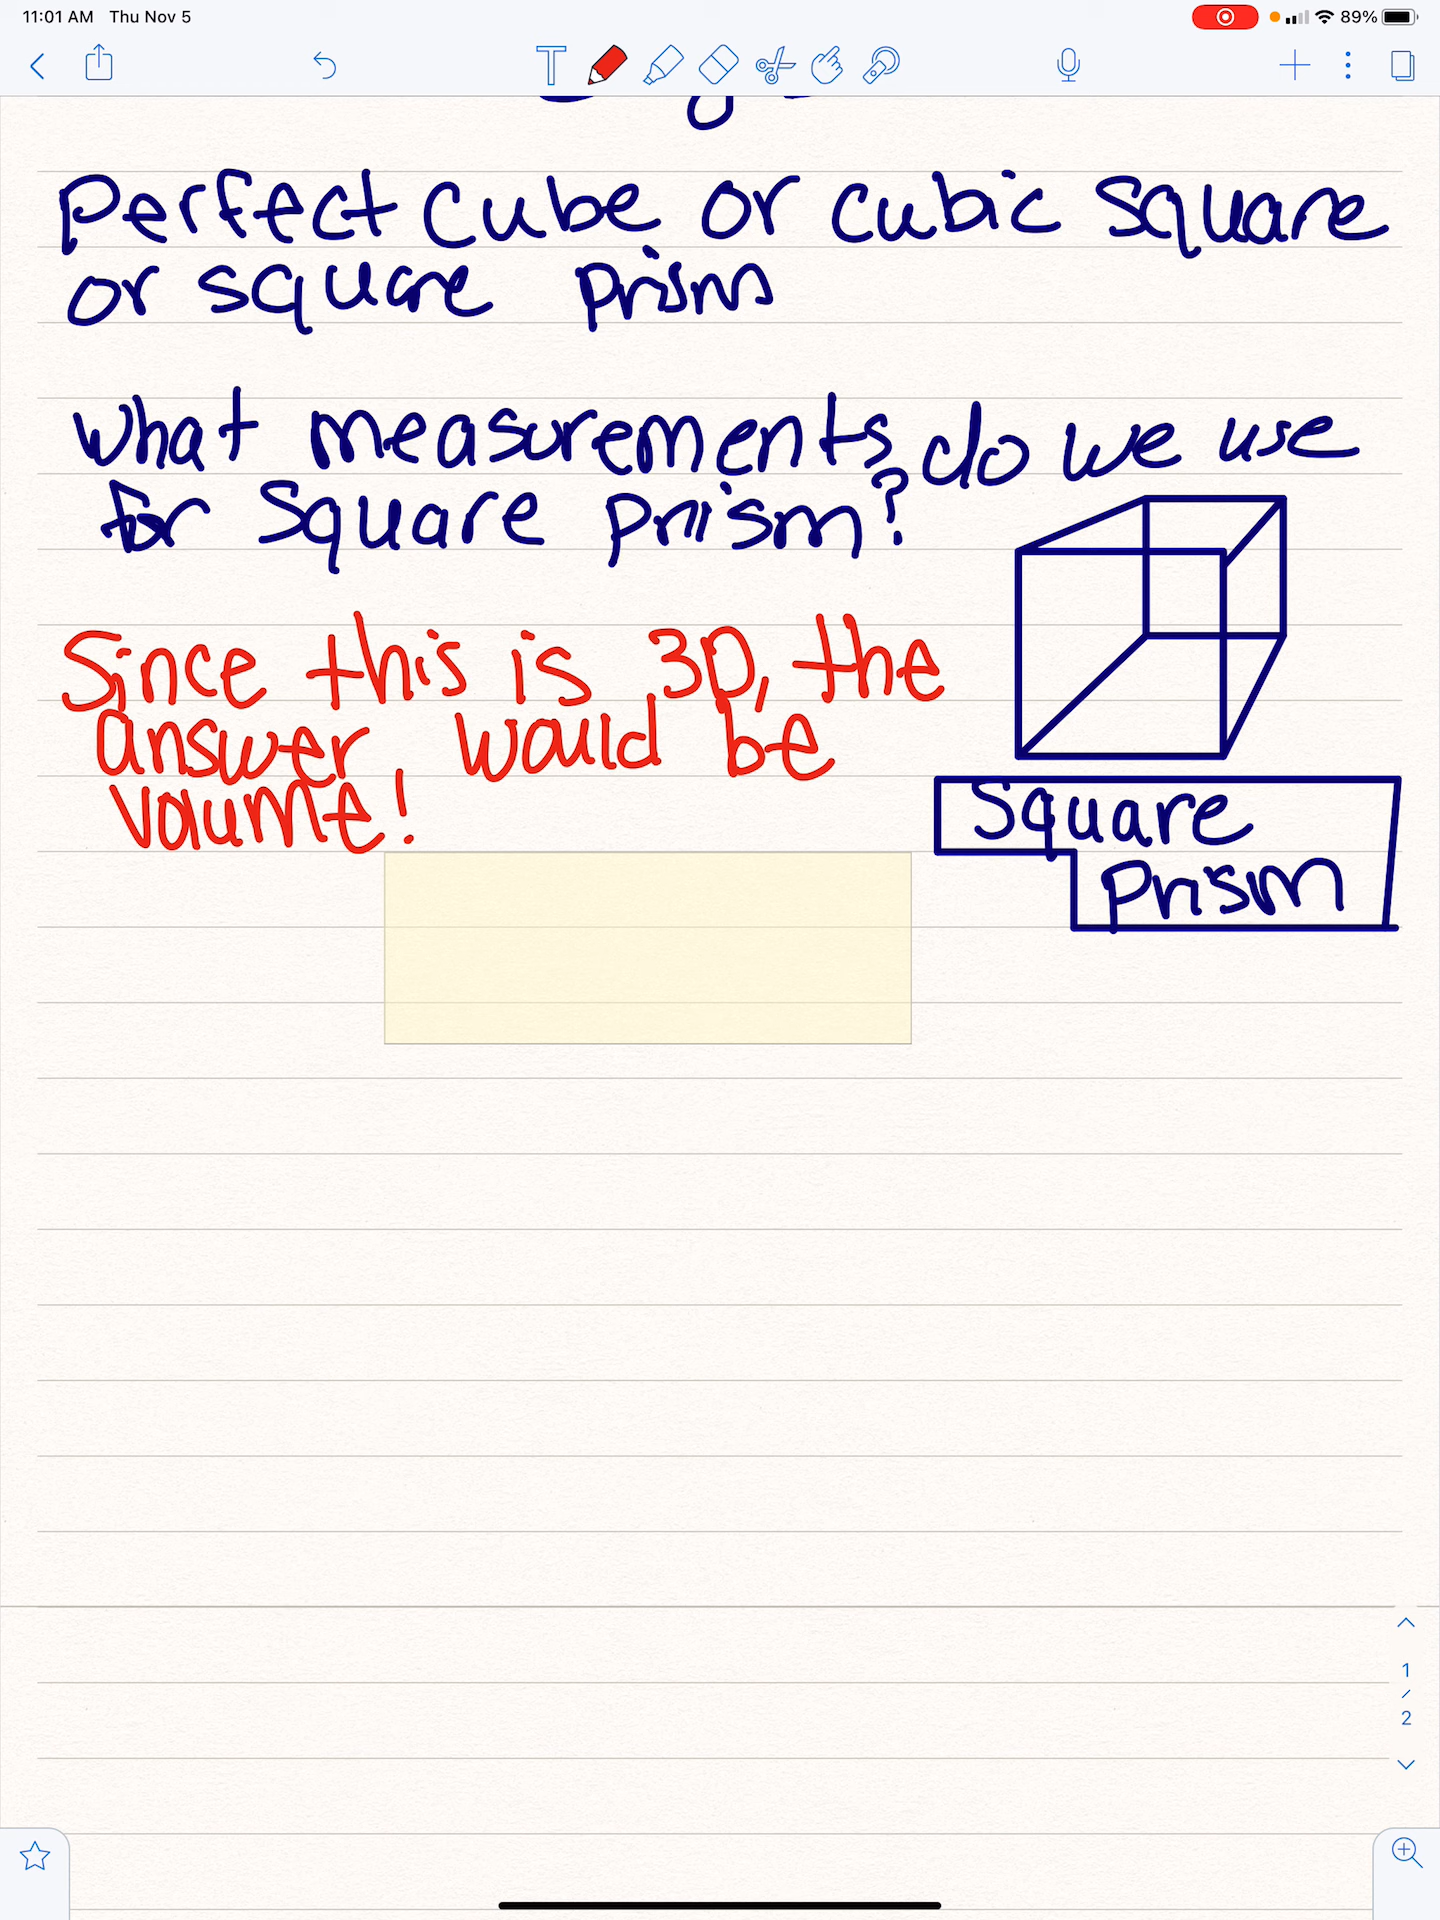 11:01 AM Thu Nov 5
89%
T
Perfect cube or cubic square
or square prism
What measurements do we use
for square prism?
Since this is 3D, the
answer would be
volume!
Square
Prism
1
/
2